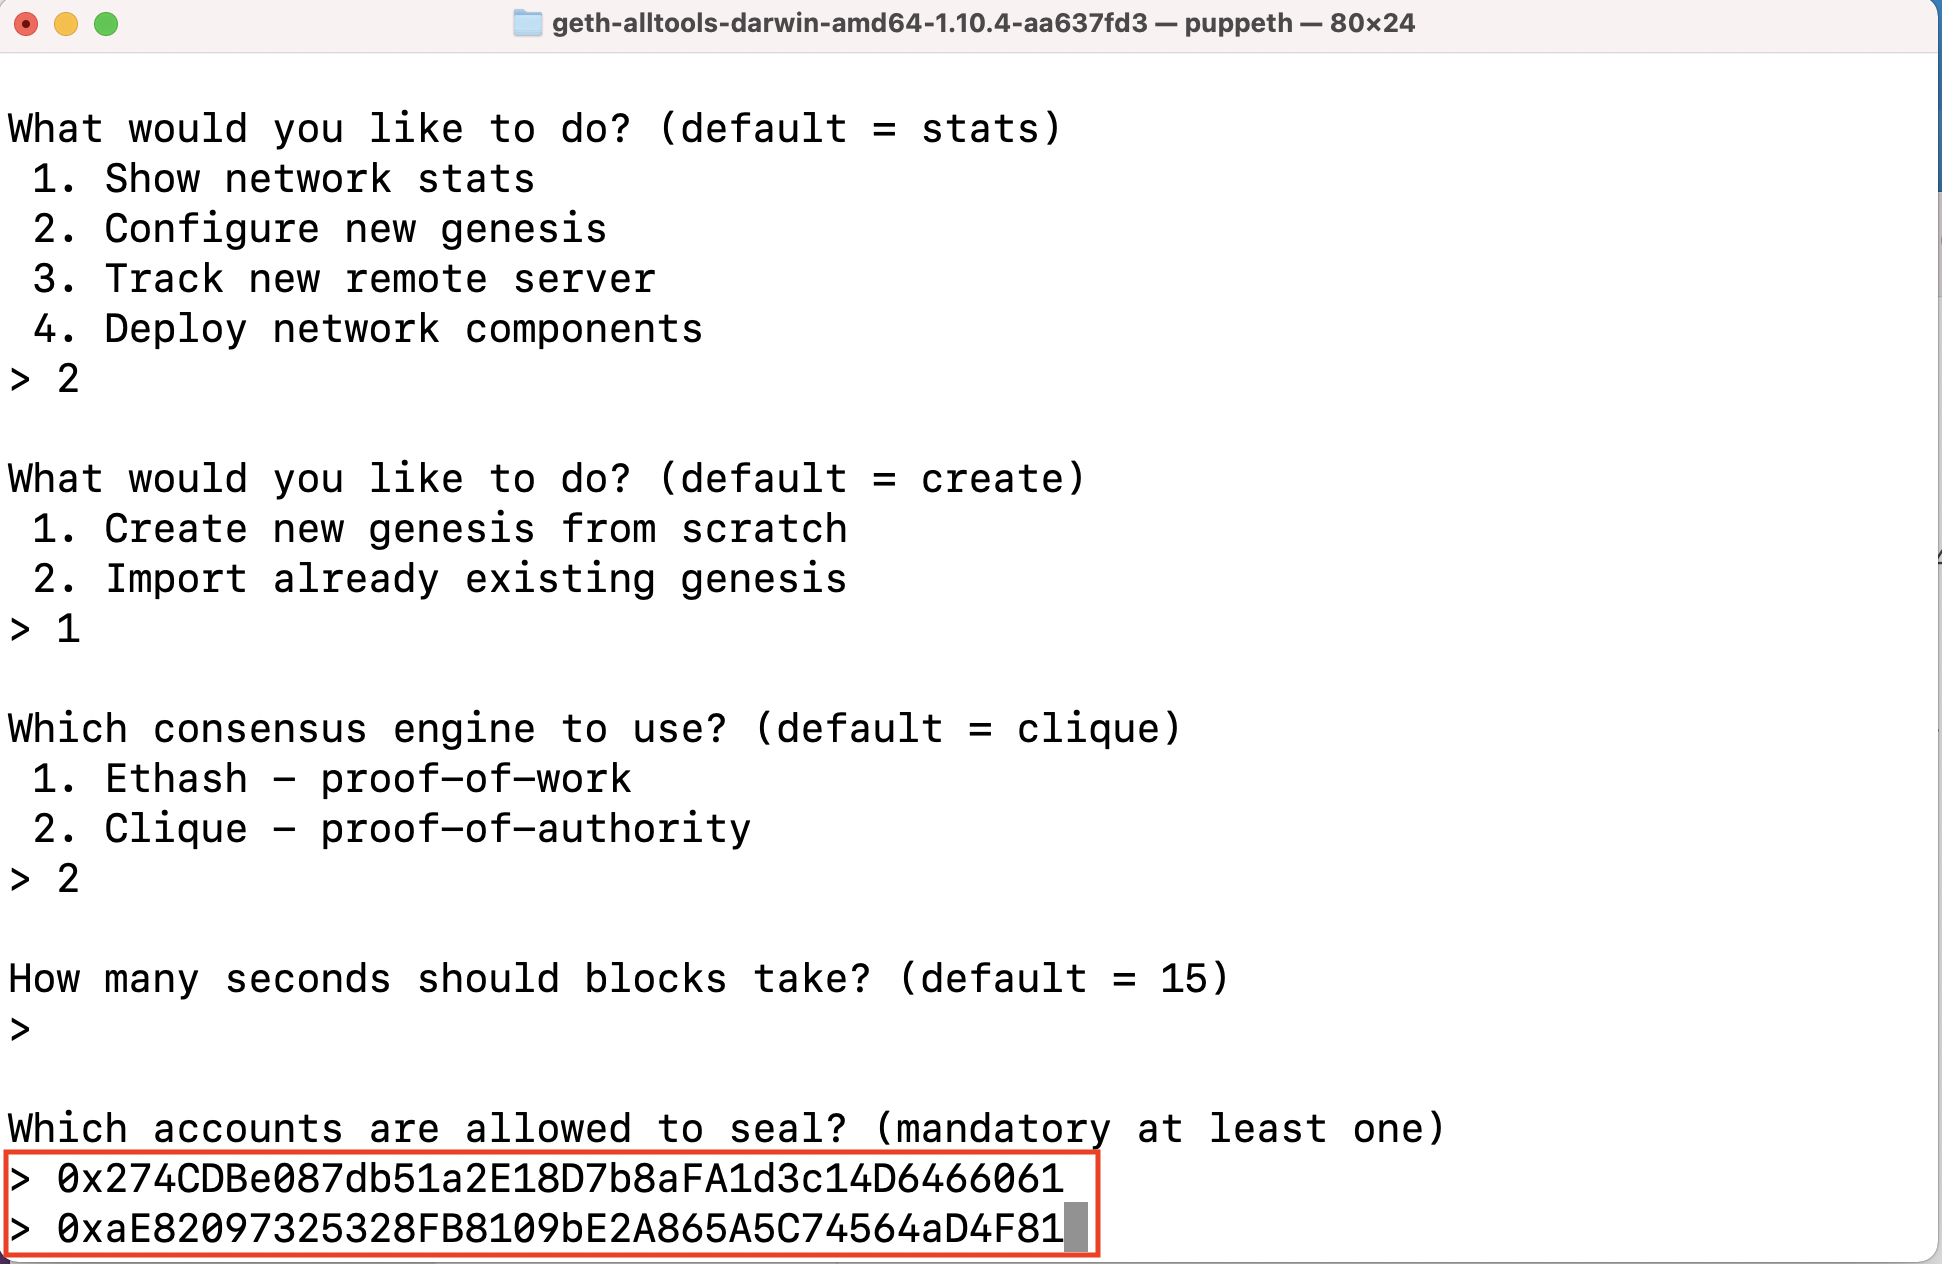 geth-alltools-darwin-amd64-1.10.4-aa637fd3 — puppeth — 80×24
What would you like to do? (default = stats)
1. Show network stats
2. Configure new genesis
3. Track new remote server
4. Deploy network components
> 2
What would you like to do? (default = create)
1. Create new genesis from scratch
2. Import already existing genesis
> 1
Which consensus engine to use? (default = clique)
1. Ethash - proof-of-work
2. Clique - proof-of-authority
> 2
How many seconds should blocks take? (default = 15)
>
Which accounts are allowed to seal? (mandatory at least one)
> 0x274CDBe087db51a2E18D7b8aFA1d3c14D6466061
> 0xaE82097325328FB8109bE2A865A5C74564aD4F81